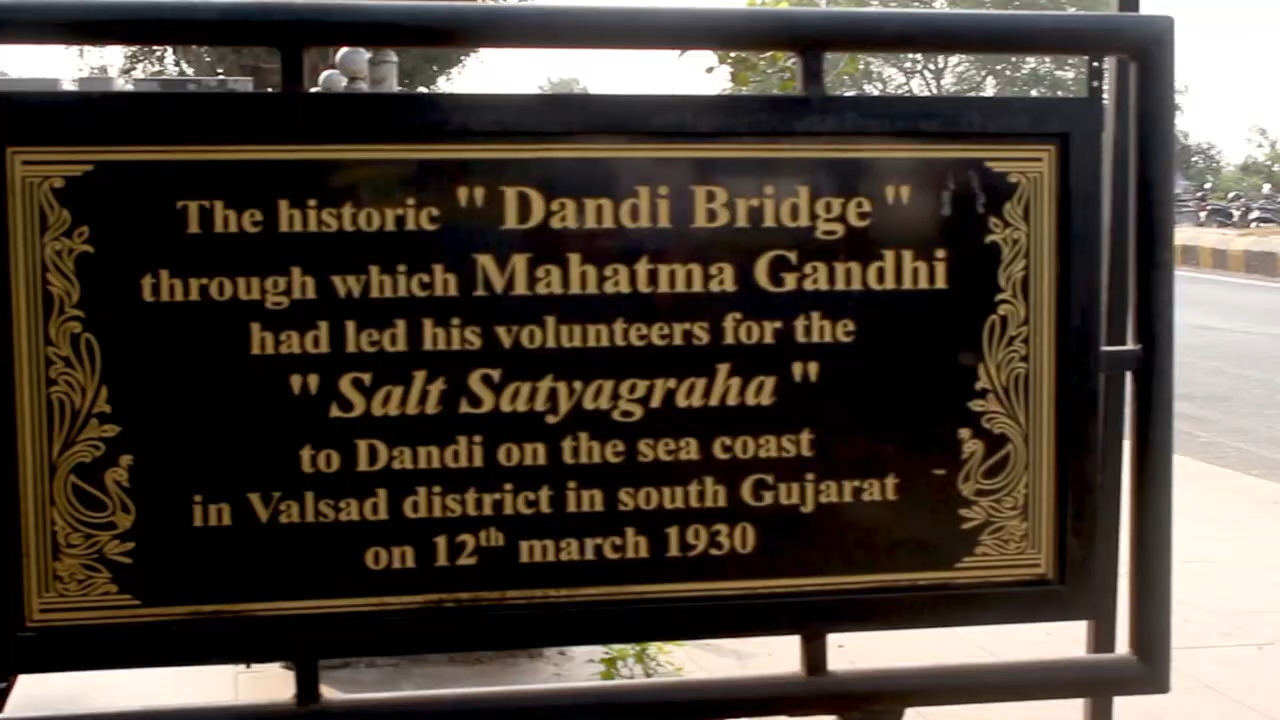 The historic " Dandi Bridge "
through which Mahatma Gandhi
had led his volunteers for the
" Salt Satyagraha "
to Dandi on the sea coast
in Valsad district in south Gujarat
on 12th march 1930